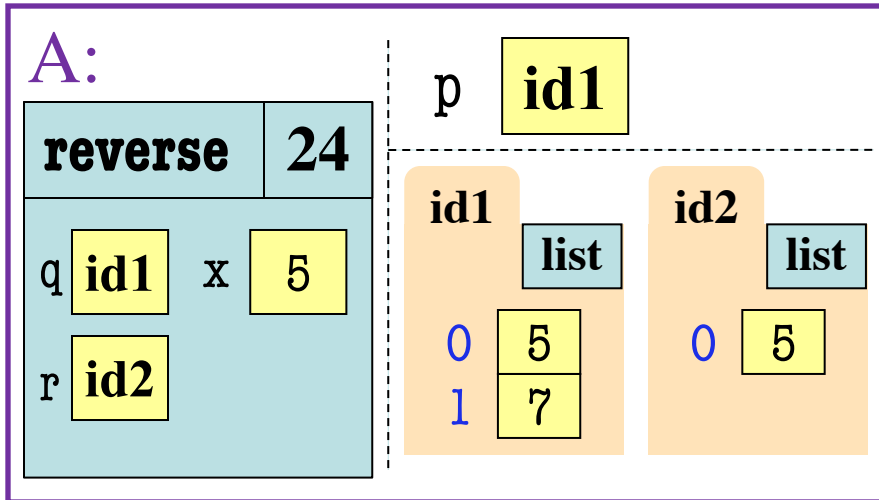 A:
reverse 24
q id1 x 5
r id2
p id1
id1
list
0 5
1 7
id2
list
0 5